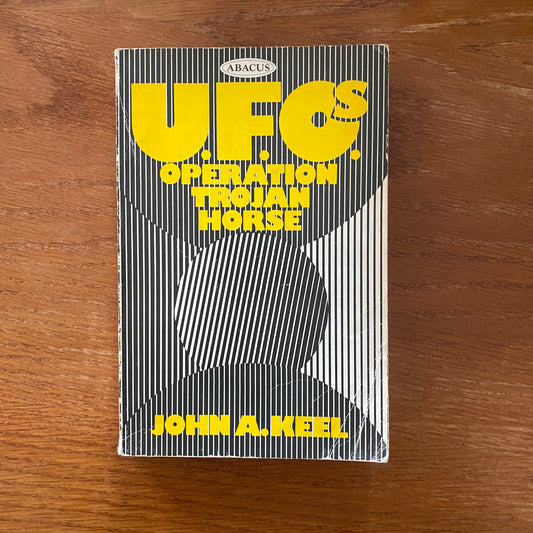 ABACUS
U.F.O.s
OPERATION
TROJAN
HORSE
JOHN A. KEEL